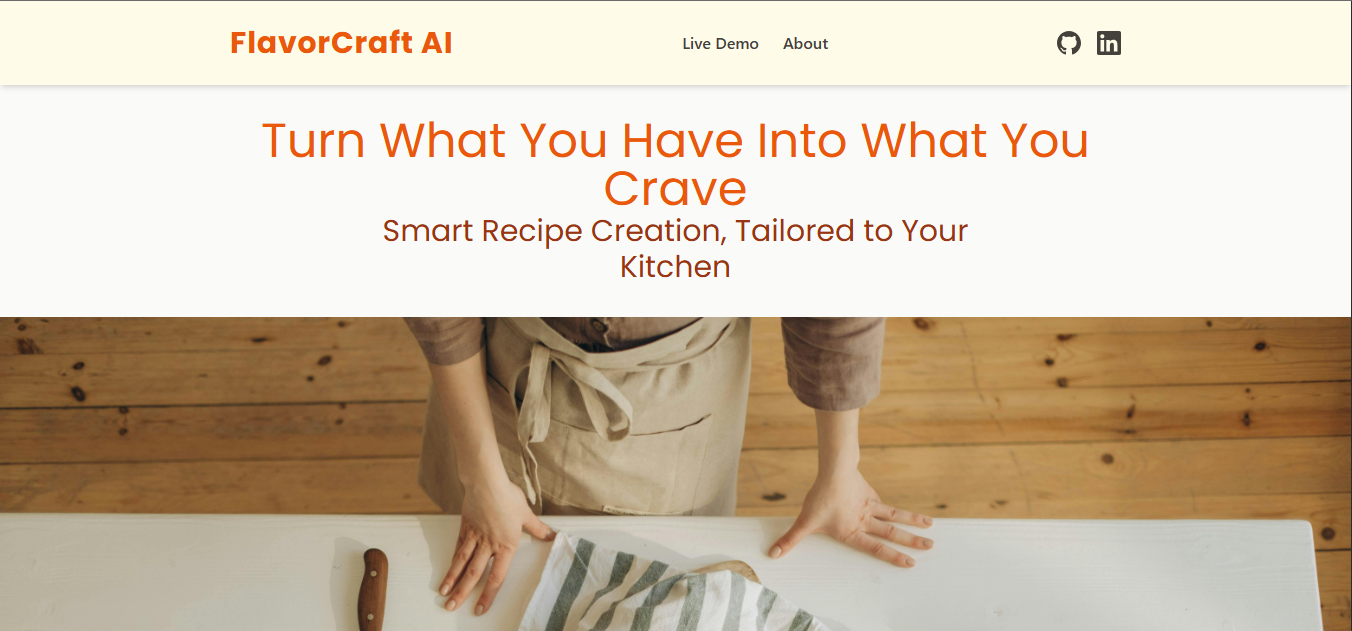 FlavorCraft AI
Live Demo
About
in
Turn What You Have Into What You
Crave
Smart Recipe Creation, Tailored to Your
Kitchen